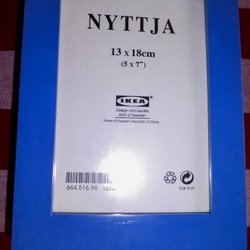 NYTTJA
13 x 18cm
(5 x 7")
IKEA
Design and Quality
IKEA of Sweden
Made in People's Republic of China
664.516.96